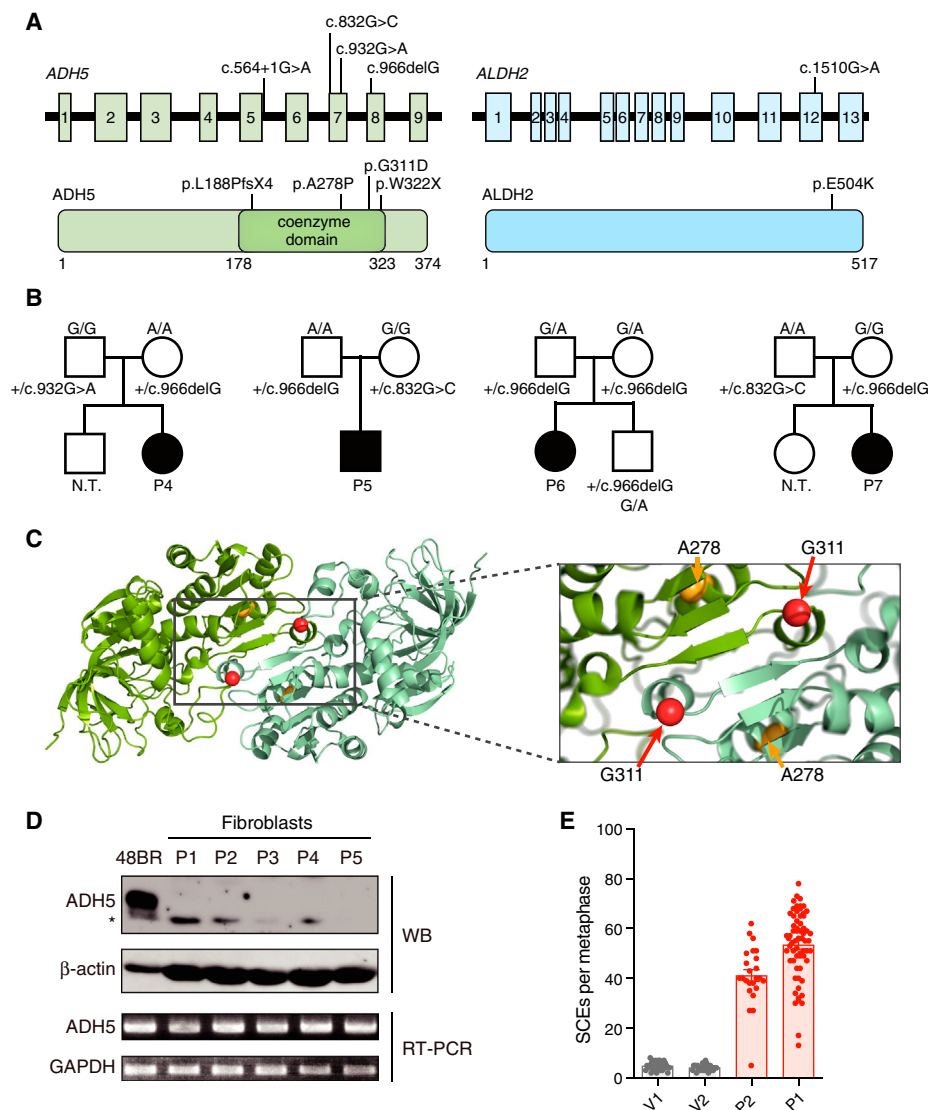 A
ADH5
c.564+1G>A
c.832G>C
c.932G>A
c.966delG
1 2 3 4 5 6 7 8 9
ALDH2
c.1510G>A
1 2 3 4 5 6 7 8 9 10 11 12 13
ADH5
p.L188PfsX4
p.A278P
p.G311D
p.W322X
coenzyme
domain
1 178 323 374
ALDH2
p.E504K
1 517
B
G/G A/A
+/c.932G>A +/c.966delG
N.T. P4
A/A G/G
+/c.966delG +/c.832G>C
P5
G/A G/A
+/c.966delG +/c.966delG
P6 +/c.966delG
G/A
A/A G/G
+/c.832G>C +/c.966delG
N.T. P7
C
A278 G311
G311 A278
D
Fibroblasts
48BR P1 P2 P3 P4 P5
ADH5
*
WB
β-actin
ADH5
RT-PCR
GAPDH
E
SCEs per metaphase
100
80
60
40
20
0
V1 V2 P2 P1